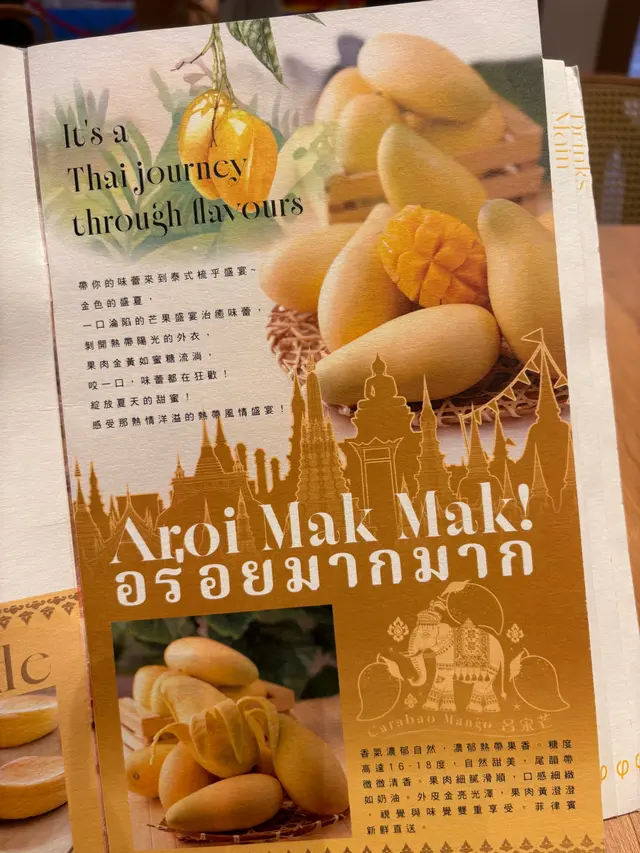 It's a
Thai journey
through flavours
帶你的味蕾來到泰式梳乎盛宴~
金色的盛夏，
一口淪陷的芒果盛宴治癒味蕾，
剝開熱帶陽光的外衣，
果肉金黃如蜜糖流淌，
咬一口，味蕾都在狂歡！
綻放夏天的甜蜜！
感受那熱情洋溢的熱帶風情盛宴！
Aroi Mak Mak!
อร่อยมากมาก
Carabao Mango 呂宋芒
香氣濃郁自然，濃郁熱帶果香。糖度
高達16-18度，自然甜美，尾韻帶
微微清香。果肉細膩滑順，口感細緻
如奶油。外皮金亮光澤，果肉黃澄澄
，視覺與味覺雙重享受。菲律賓
新鮮直送。
Drinks
Main